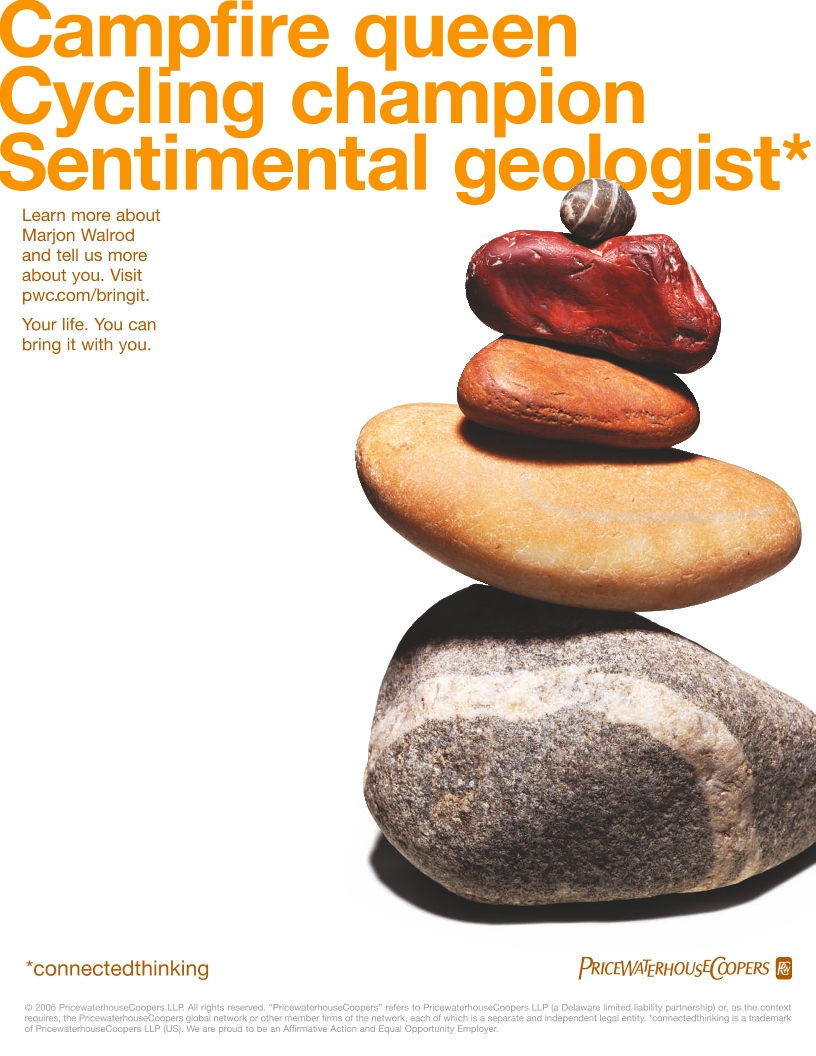 Campfire queen
Cycling champion
Sentimental geologist*
Learn more about
Marjon Walrod
and tell us more
about you. Visit
pwc.com/bringit.
Your life. You can
bring it with you.
*connectedthinking
PRICEWATERHOUSECOOPERS PwC
© 2006 PricewaterhouseCoopers LLP. All rights reserved. "PricewaterhouseCoopers" refers to PricewaterhouseCoopers LLP (a Delaware limited liability partnership) or, as the context
requires, the PricewaterhouseCoopers global network or other member firms of the network, each of which is a separate and independent legal entity. *connectedthinking is a trademark
of PricewaterhouseCoopers LLP (US). We are proud to be an Affirmative Action and Equal Opportunity Employer.